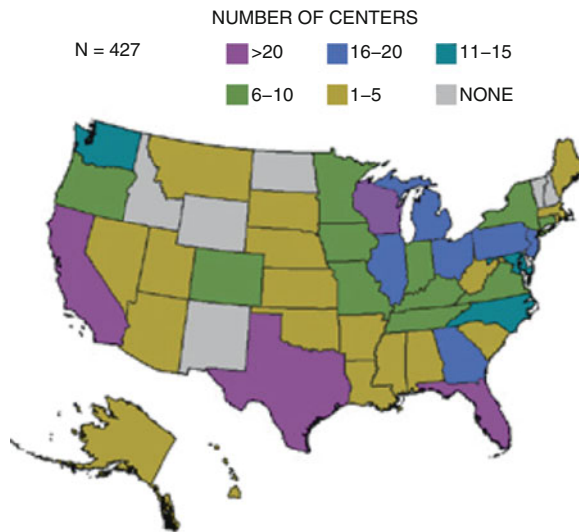 NUMBER OF CENTERS
N = 427
>20
16–20
11–15
6–10
1–5
NONE